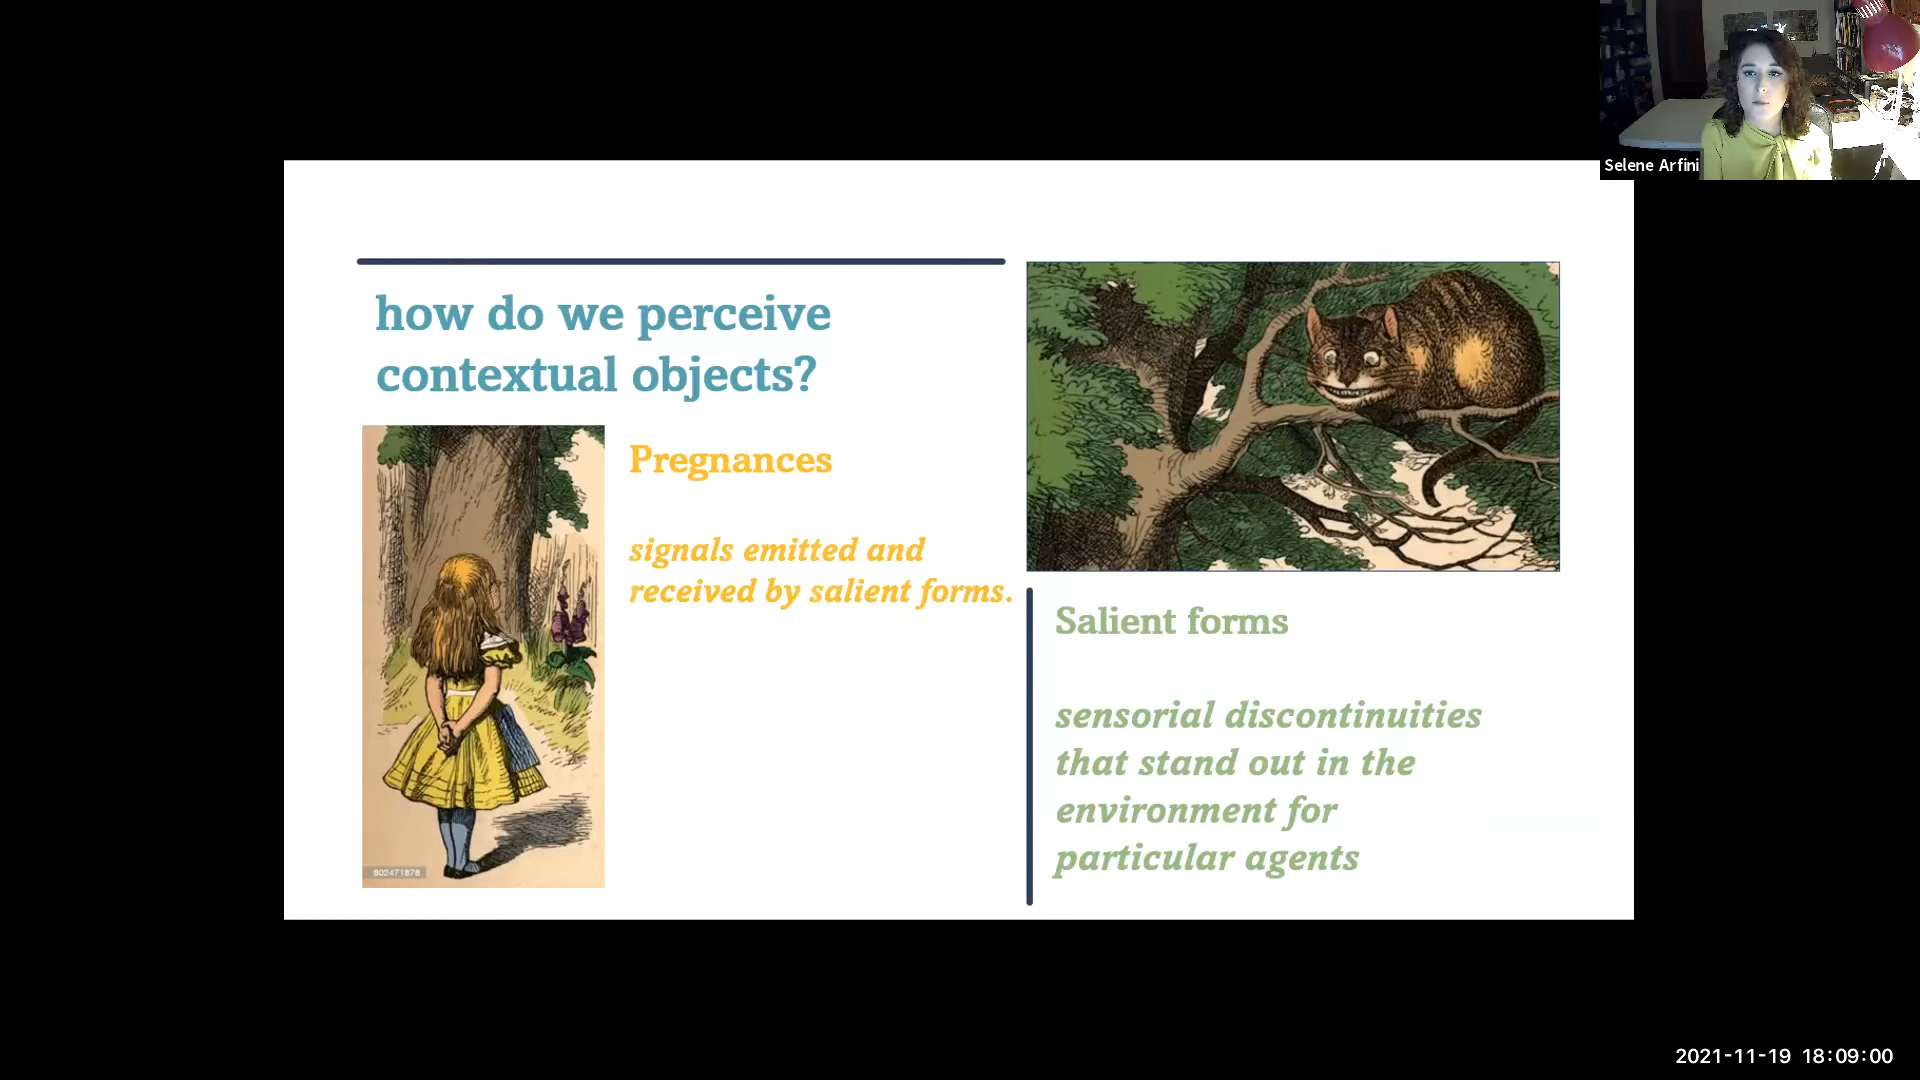 Selene Arfini
how do we perceive
contextual objects?
Pregnances
signals emitted and
received by salient forms.
602471876
Salient forms
sensorial discontinuities
that stand out in the
environment for
particular agents
2021-11-19 18:09:00